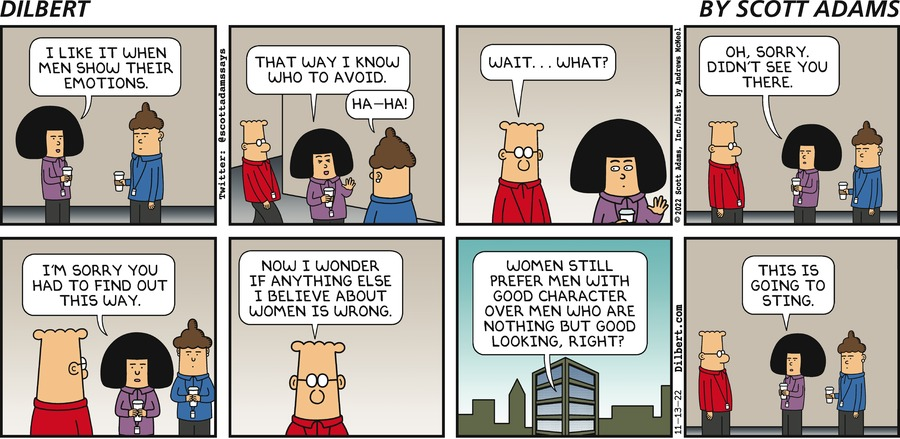 DILBERT
BY SCOTT ADAMS
I LIKE IT WHEN
MEN SHOW THEIR
EMOTIONS.
Twitter: @scottadamssays
THAT WAY I KNOW
WHO TO AVOID.
HA-HA!
WAIT...WHAT?
© 2022 Scott Adams, Inc./Dist. by Andrews McMeel
OH, SORRY.
DIDN'T SEE YOU
THERE.
I'M SORRY YOU
HAD TO FIND OUT
THIS WAY.
NOW I WONDER
IF ANYTHING ELSE
I BELIEVE ABOUT
WOMEN IS WRONG.
WOMEN STILL
PREFER MEN WITH
GOOD CHARACTER
OVER MEN WHO ARE
NOTHING BUT GOOD
LOOKING, RIGHT?
11-13-22 Dilbert.com
THIS IS
GOING TO
STING.